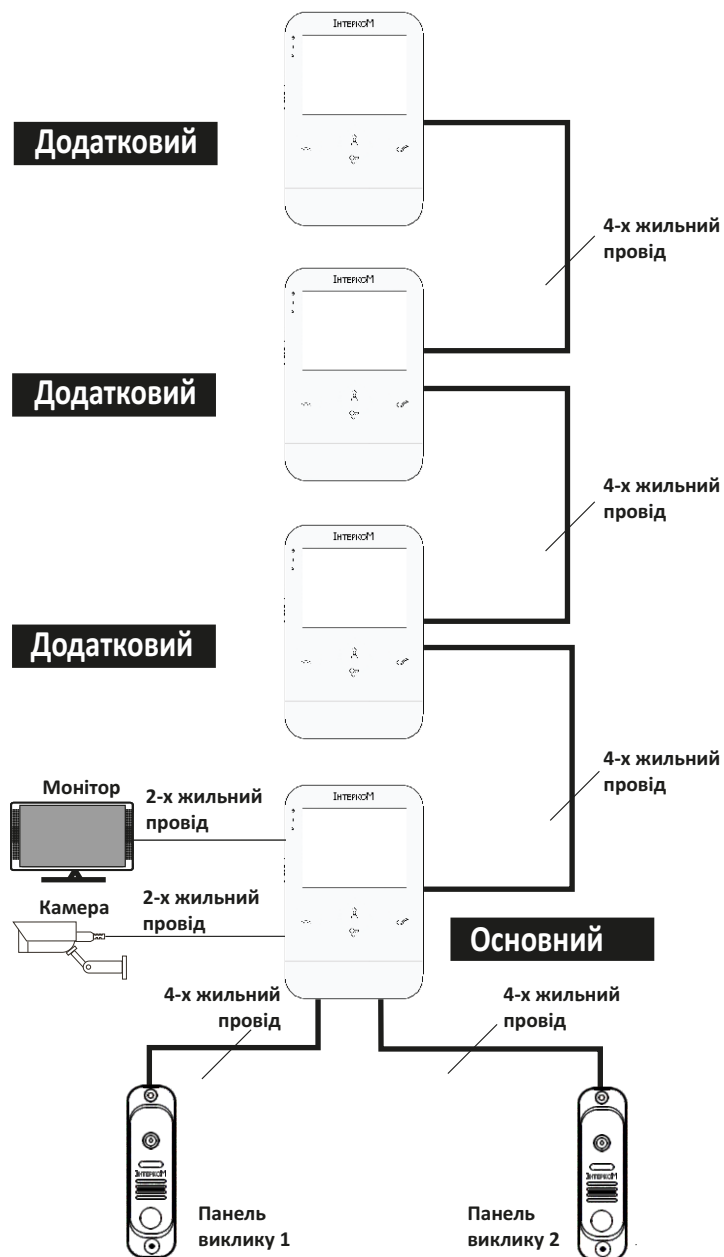 ІнтеркоМ
Додатковий
4-х жильний
провід
ІнтеркоМ
Додатковий
4-х жильний
провід
ІнтеркоМ
Додатковий
4-х жильний
провід
Монітор
2-х жильний
провід
ІнтеркоМ
Камера
2-х жильний
провід
Основний
4-х жильний
провід
4-х жильний
провід
ІнтеркоМ
ІнтеркоМ
Панель
виклику 1
Панель
виклику 2